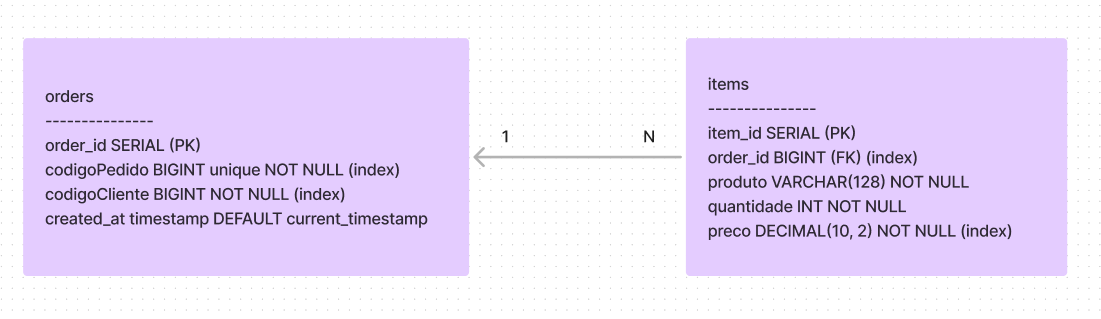 orders
---------------
order_id SERIAL (PK)
codigoPedido BIGINT unique NOT NULL (index)
codigoCliente BIGINT NOT NULL (index)
created_at timestamp DEFAULT current_timestamp
1
N
items
---------------
item_id SERIAL (PK)
order_id BIGINT (FK) (index)
produto VARCHAR(128) NOT NULL
quantidade INT NOT NULL
preco DECIMAL(10, 2) NOT NULL (index)